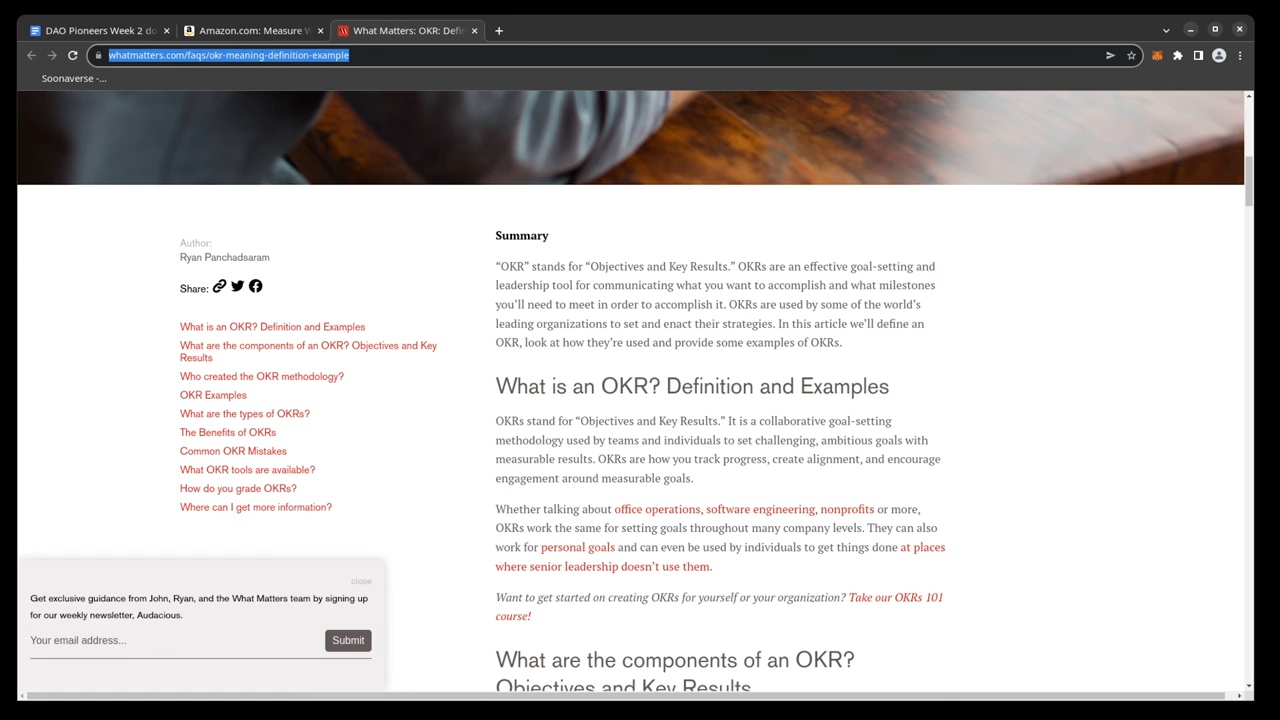 DAO Pioneers Week 2 do
Amazon.com: Measure W
What Matters: OKR: Defin
whatmatters.com/faqs/okr-meaning-definition-example
Soonaverse -...
Author:
Ryan Panchadsaram
Share:
What is an OKR? Definition and Examples
What are the components of an OKR? Objectives and Key
Results
Who created the OKR methodology?
OKR Examples
What are the types of OKRs?
The Benefits of OKRs
Common OKR Mistakes
What OKR tools are available?
How do you grade OKRs?
Where can I get more information?
close
Get exclusive guidance from John, Ryan, and the What Matters team by signing up
for our weekly newsletter, Audacious.
Your email address...
Submit
Summary
“OKR” stands for “Objectives and Key Results.” OKRs are an effective goal-setting and
leadership tool for communicating what you want to accomplish and what milestones
you’ll need to meet in order to accomplish it. OKRs are used by some of the world’s
leading organizations to set and enact their strategies. In this article we’ll define an
OKR, look at how they’re used and provide some examples of OKRs.
What is an OKR? Definition and Examples
OKRs stand for “Objectives and Key Results.” It is a collaborative goal-setting
methodology used by teams and individuals to set challenging, ambitious goals with
measurable results. OKRs are how you track progress, create alignment, and encourage
engagement around measurable goals.
Whether talking about office operations, software engineering, nonprofits or more,
OKRs work the same for setting goals throughout many company levels. They can also
work for personal goals and can even be used by individuals to get things done at places
where senior leadership doesn’t use them.
Want to get started on creating OKRs for yourself or your organization? Take our OKRs 101
course!
What are the components of an OKR?
Objectives and Key Results